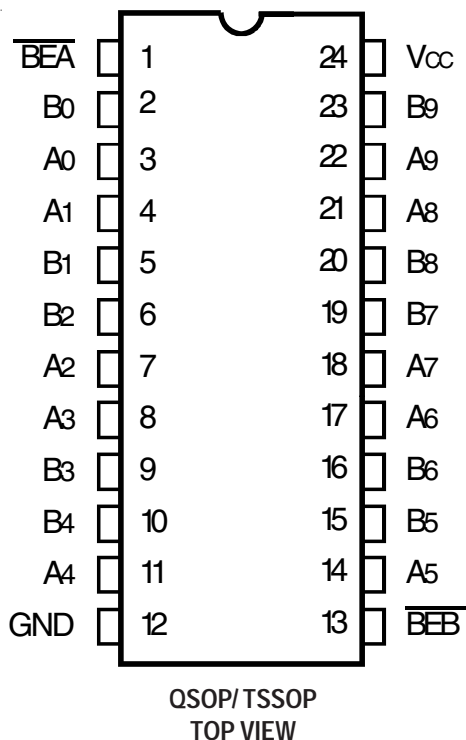 BEA 1 24 VCC
B0 2 23 B9
A0 3 22 A9
A1 4 21 A8
B1 5 20 B8
B2 6 19 B7
A2 7 18 A7
A3 8 17 A6
B3 9 16 B6
B4 10 15 B5
A4 11 14 A5
GND 12 13 BEB
QSOP/TSSOP
TOP VIEW